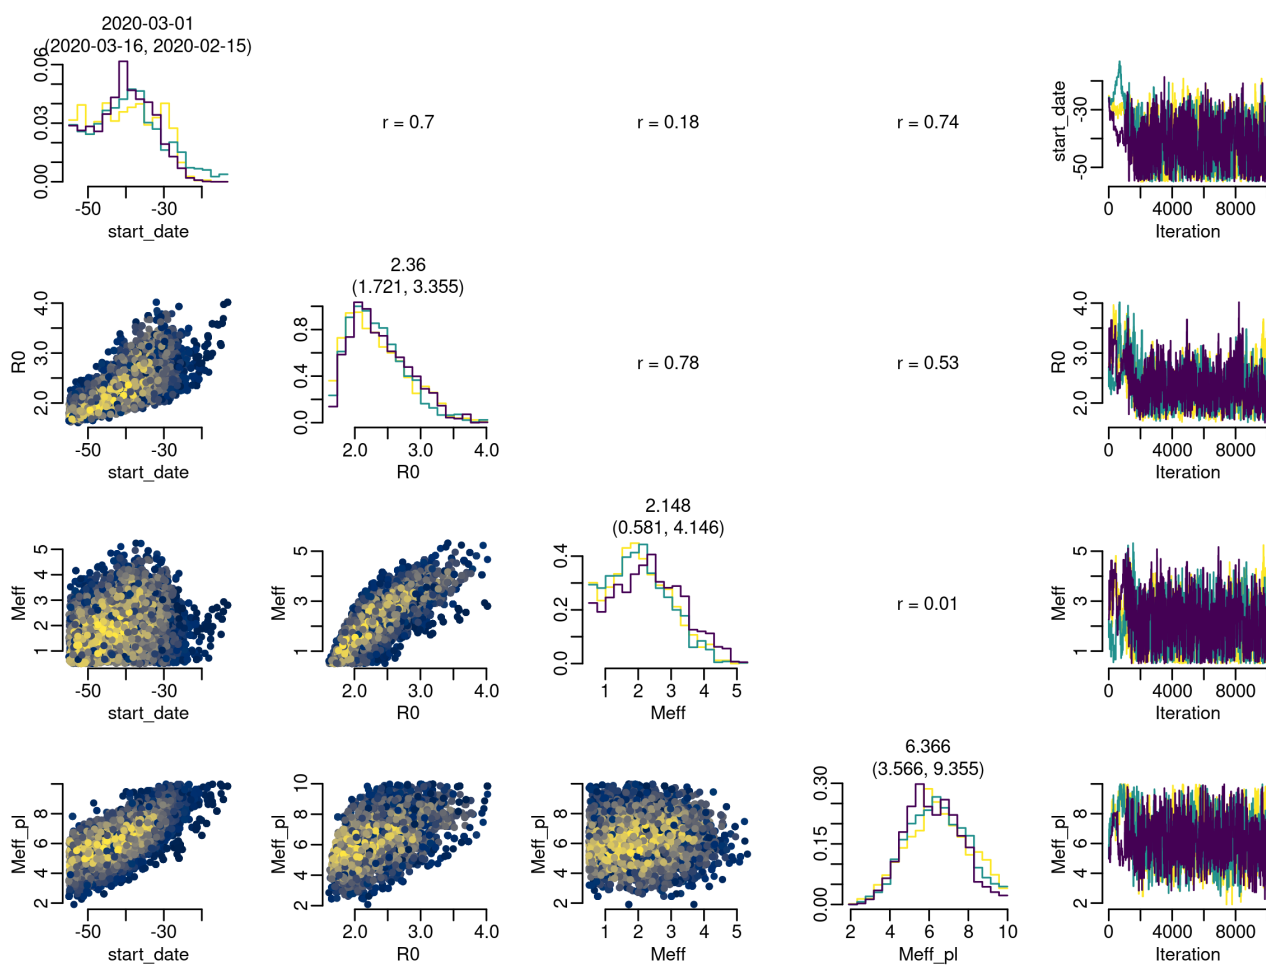 2020-03-01
(2020-03-16, 2020-02-15)
0.00 0.03 0.06
-50 -30
start_date
r = 0.7
r = 0.18
r = 0.74
start_date
-50 -30
0 4000 8000
Iteration
R0
2.0 3.0 4.0
-50 -30
start_date
2.36
(1.721, 3.355)
0.0 0.4 0.8
2.0 3.0 4.0
R0
r = 0.78
r = 0.53
R0
2.0 3.0 4.0
0 4000 8000
Iteration
Meff
1 2 3 4 5
-50 -30
start_date
Meff
1 3 5
2.0 3.0 4.0
R0
2.148
(0.581, 4.146)
0.0 0.2 0.4
1 2 3 4 5
Meff
r = 0.01
Meff
1 3 5
0 4000 8000
Iteration
Meff_pl
2 4 6 8
-50 -30
start_date
Meff_pl
2 4 6 8 10
2.0 3.0 4.0
R0
Meff_pl
2 4 6 8 10
1 2 3 4 5
Meff
6.366
(3.566, 9.355)
0.00 0.15 0.30
2 4 6 8 10
Meff_pl
Meff_pl
2 4 6 8
0 4000 8000
Iteration